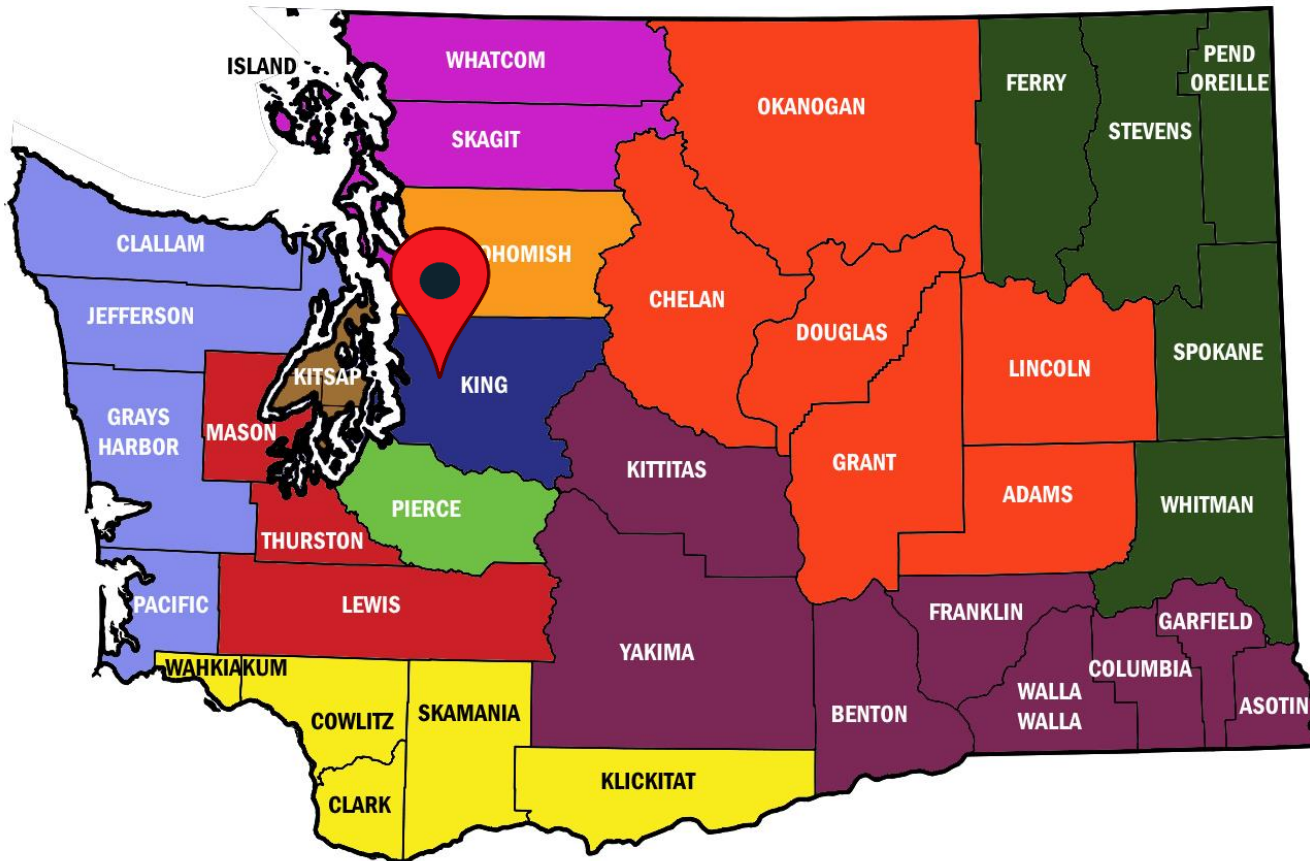 ISLAND
WHATCOM
SKAGIT
OHOMISH
OKANOGAN
FERRY
STEVENS
PEND
OREILLE
CLALLAM
JEFFERSON
GRAYS
HARBOR
MASON
KITSAP
KING
CHELAN
DOUGLAS
LINCOLN
SPOKANE
PIERCE
THURSTON
KITTITAS
GRANT
ADAMS
WHITMAN
PACIFIC
LEWIS
YAKIMA
FRANKLIN
GARFIELD
COLUMBIA
ASOTIN
WALLA
WALLA
BENTON
WAHKIAKUM
COWLITZ
SKAMANIA
CLARK
KLICKITAT